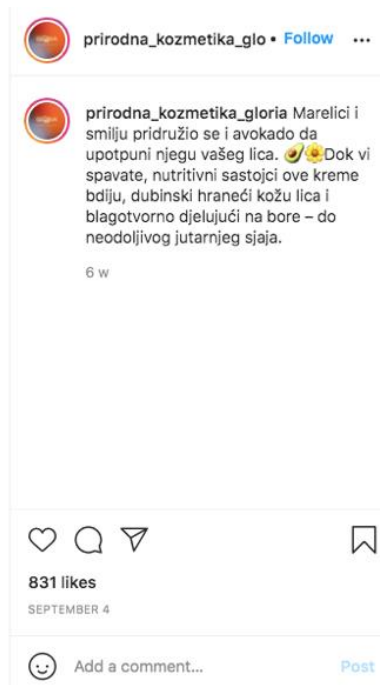 prirodna_kozmetika_glo • Follow ...
prirodna_kozmetika_gloria Marelici i
smilju pridružio se i avokado da
upotpuni njegu vašeg lica. 🥑🌼Dok vi
spavate, nutritivni sastojci ove kreme
bdiju, dubinski hraneći kožu lica i
blagotvorno djelujući na bore – do
neodoljivog jutarnjeg sjaja.
6 w
831 likes
SEPTEMBER 4
Add a comment...
Post